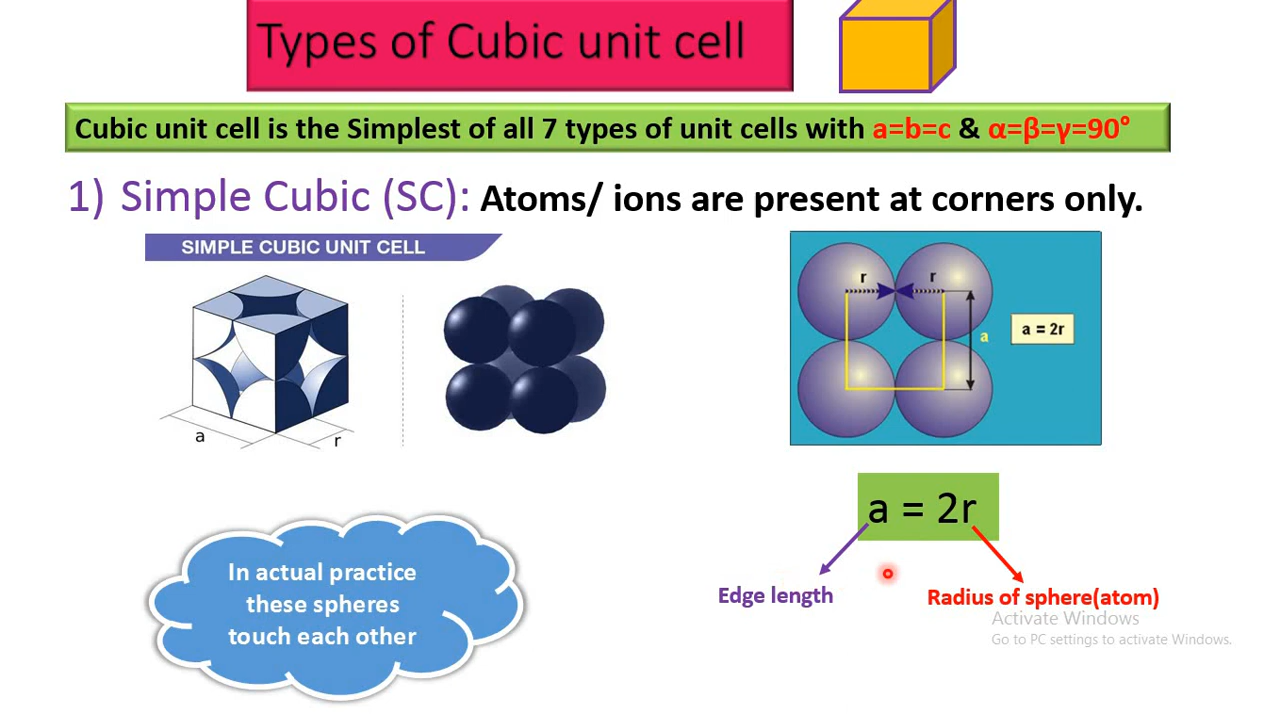 Types of Cubic unit cell
Cubic unit cell is the Simplest of all 7 types of unit cells with a=b=c & α=β=γ=90°
1) Simple Cubic (SC): Atoms/ ions are present at corners only.
SIMPLE CUBIC UNIT CELL
a
r
r
r
a
a = 2r
a = 2r
Edge length
Radius of sphere(atom)
In actual practice
these spheres
touch each other
Activate Windows
Go to PC settings to activate Windows.